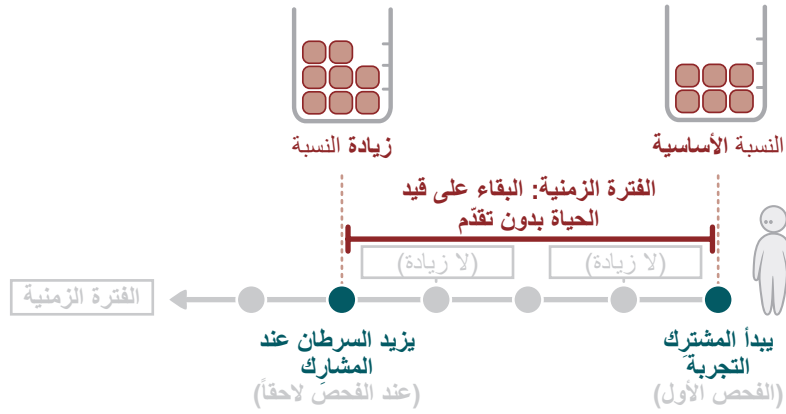 النسبة الأساسية
زيادة النسبة
الفترة الزمنية: البقاء على قيد
الحياة بدون تقدّم
(لا زيادة)
(لا زيادة)
الفترة الزمنية
يبدأ المشترِك
التجربة
(الفحص الأول)
يزيد السرطان عند
المشارِك
(عند الفحص لاحقاً)